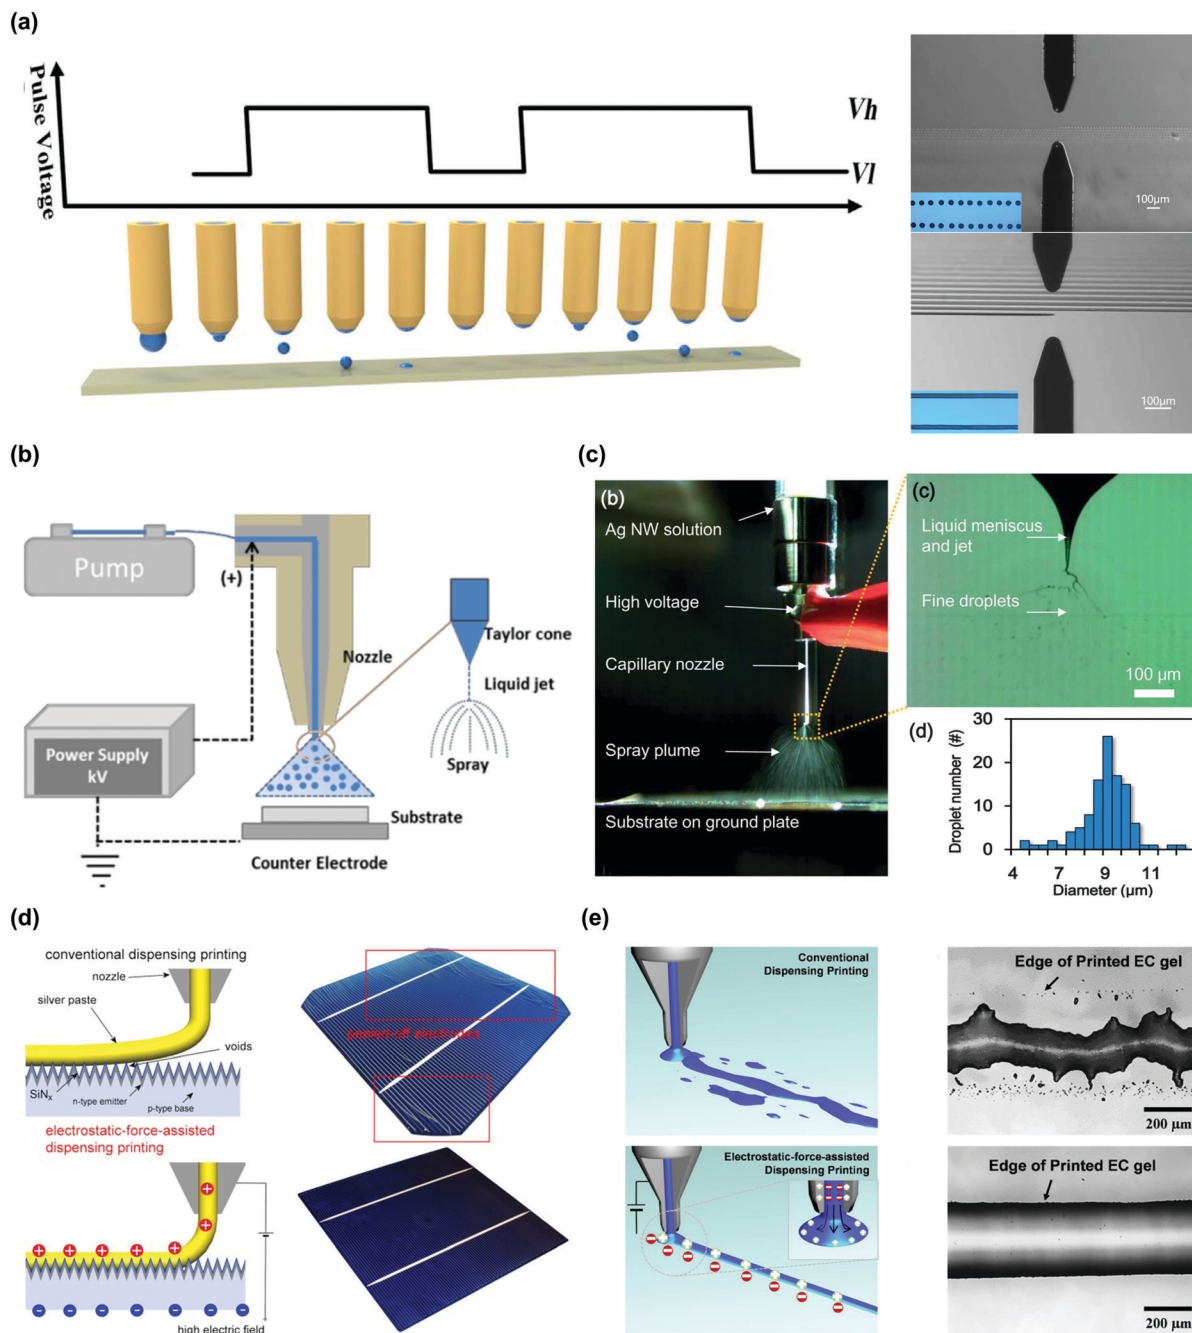 (a)
Pulse Voltage
Vh
Vl
100μm
100μm
(b)
Pump
(+)
Nozzle
Taylor cone
Liquid jet
Spray
Power Supply
kV
Substrate
Counter Electrode
(c)
(b)
Ag NW solution
High voltage
Capillary nozzle
Spray plume
Substrate on ground plate
(c)
Liquid meniscus
and jet
Fine droplets
100 μm
(d)
Droplet number (#)
30
20
10
0
4
7
9
11
Diameter (μm)
(d)
conventional dispensing printing
nozzle
silver paste
voids
SiNx
n-type emitter
p-type base
electrostatic-force-assisted
dispensing printing
high electric field
peeled-off electrodes
(e)
Conventional
Dispensing Printing
Electrostatic-force-assisted
Dispensing Printing
Edge of Printed EC gel
200 μm
Edge of Printed EC gel
200 μm